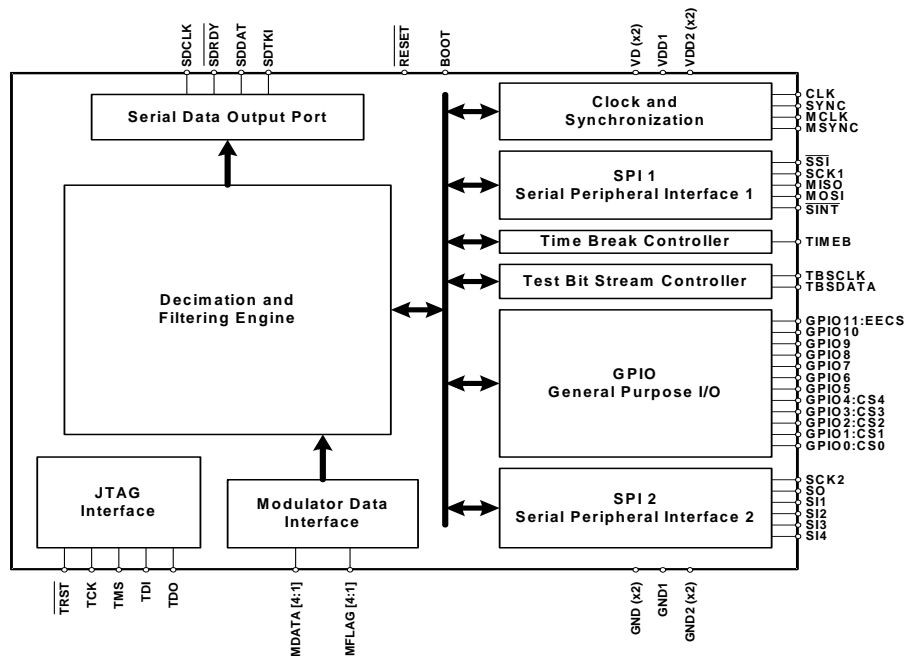 SDCLK
SDRDY
SDDAT
SDTKI
RESET
BOOT
VD (x2)
VDD1
VDD2 (x2)
Serial Data Output Port
Clock and
Synchronization
CLK
SYNC
MCLK
MSYNC
SPI 1
Serial Peripheral Interface 1
SSI
SCK1
MISO
MOSI
SINT
Time Break Controller
TIMEB
Test Bit Stream Controller
TBSCLK
TBSDATA
Decimation and
Filtering Engine
GPIO
General Purpose I/O
GPIO11:EECS
GPIO10
GPIO9
GPIO8
GPIO7
GPIO6
GPIO5
GPIO4:CS4
GPIO3:CS3
GPIO2:CS2
GPIO1:CS1
GPIO0:CS0
JTAG
Interface
Modulator Data
Interface
SPI 2
Serial Peripheral Interface 2
SCK2
SO
SI1
SI2
SI3
SI4
TRST
TCK
TMS
TDI
TDO
MDATA [4:1]
MFLAG [4:1]
GND (x2)
GND1
GND2 (x2)